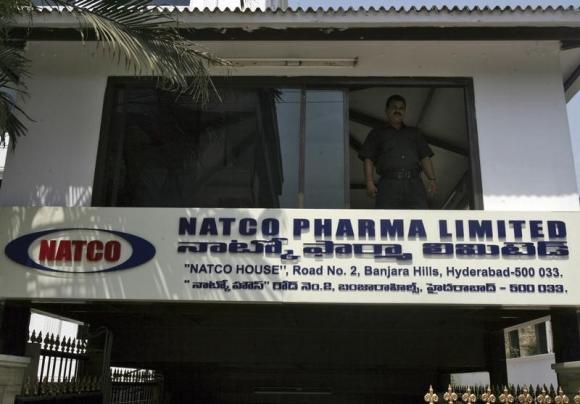 NATCO
NATCO PHARMA LIMITED
నాట్కో ఫార్మా లిమిటెడ్
"NATCO HOUSE", Road No. 2, Banjara Hills, Hyderabad-500 033.
" నాట్కో హౌస్" రోడ్ నెం.2, బంజారాహిల్స్, హైదరాబాద్ - 500 033.